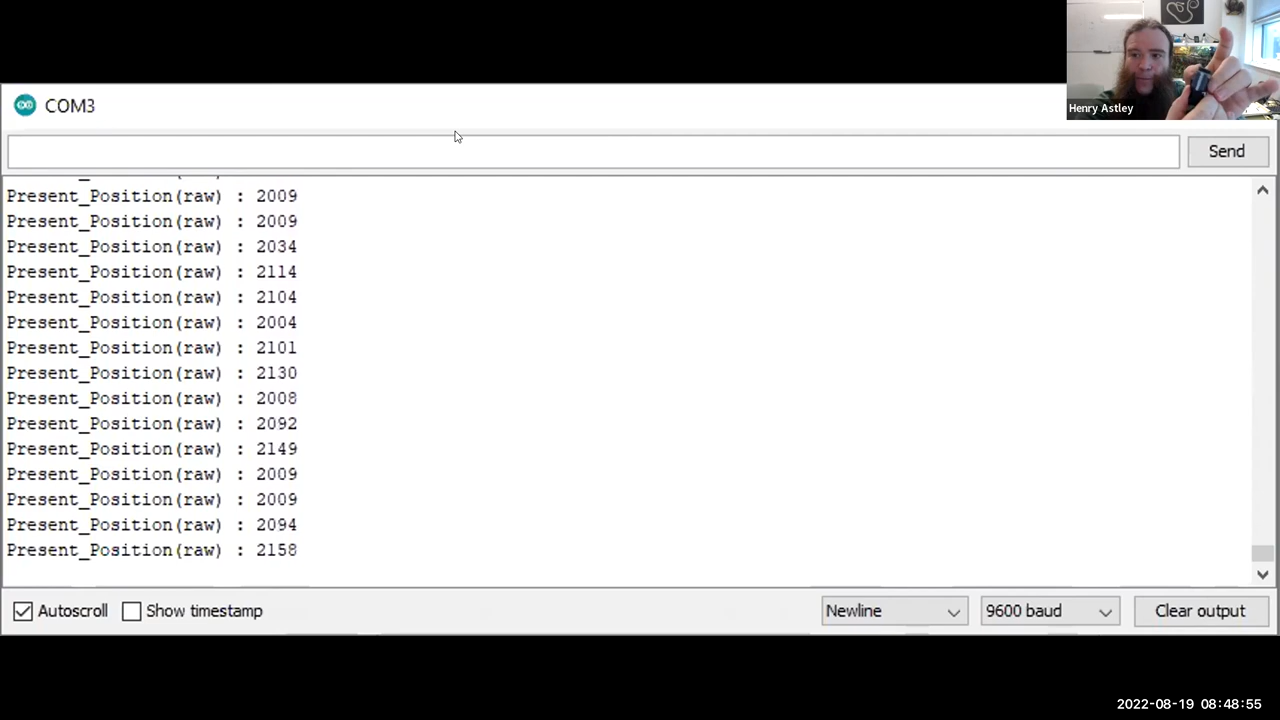 Henry Astley
COM3
Send
Present_Position(raw) : 2009
Present_Position(raw) : 2009
Present_Position(raw) : 2034
Present_Position(raw) : 2114
Present_Position(raw) : 2104
Present_Position(raw) : 2004
Present_Position(raw) : 2101
Present_Position(raw) : 2130
Present_Position(raw) : 2008
Present_Position(raw) : 2092
Present_Position(raw) : 2149
Present_Position(raw) : 2009
Present_Position(raw) : 2009
Present_Position(raw) : 2094
Present_Position(raw) : 2158
Autoscroll Show timestamp Newline 9600 baud Clear output
2022-08-19 08:48:55